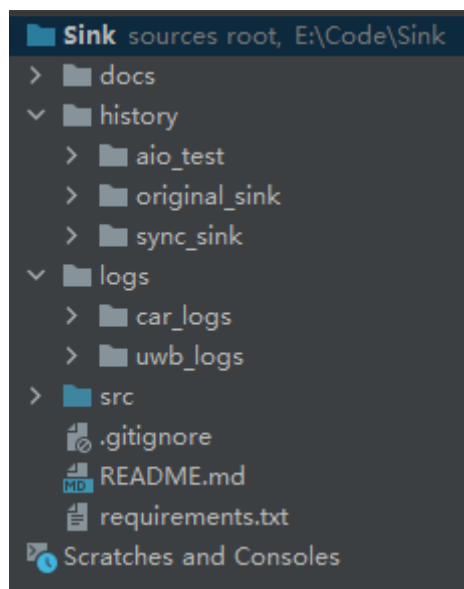 Sink sources root, E:\Code\Sink
docs
history
aio_test
original_sink
sync_sink
logs
car_logs
uwb_logs
src
.gitignore
MD README.md
requirements.txt
Scratches and Consoles